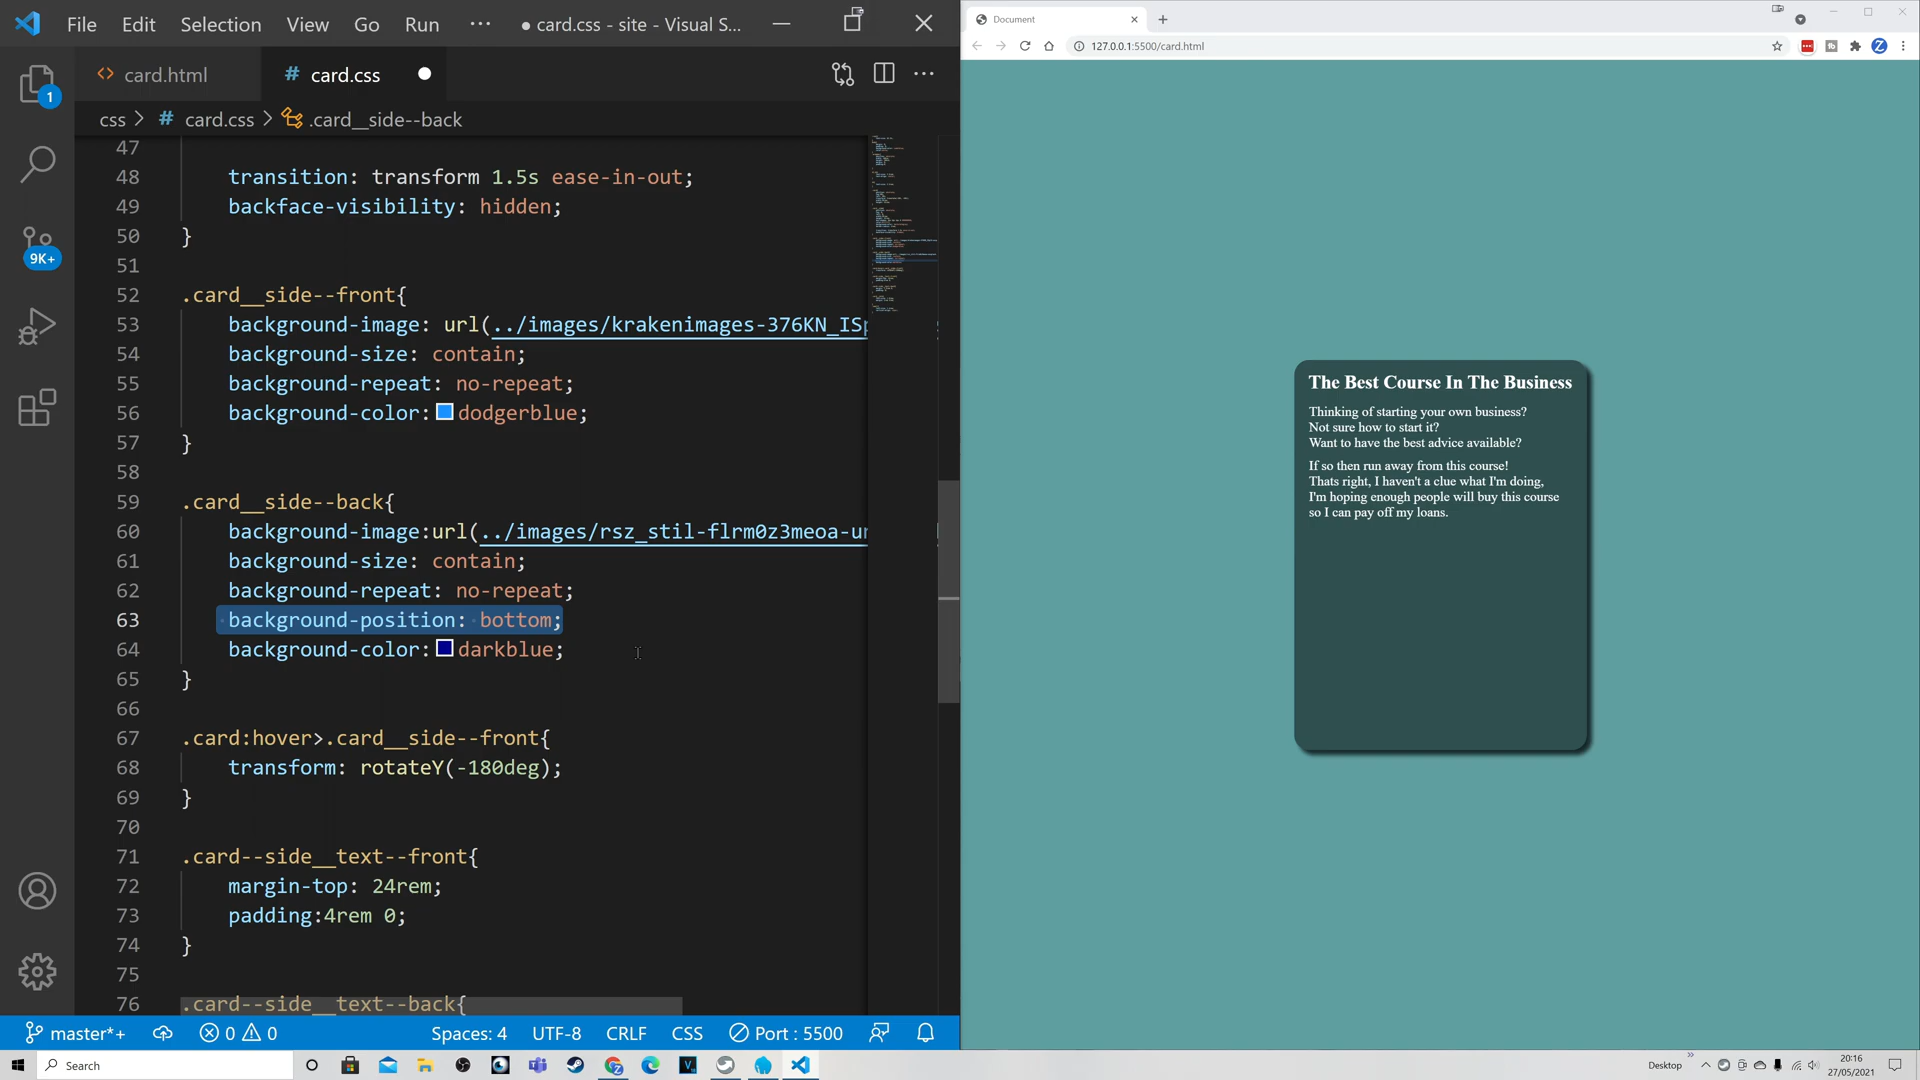 File Edit Selection View Go Run ··· ● card.css - site - Visual S...
card.html # card.css
css > # card.css > .card__side--back
1
9K+
47
48 transition: transform 1.5s ease-in-out;
49 backface-visibility: hidden;
50 }
51
52 .card__side--front{
53 background-image: url(../images/krakenimages-376KN_ISp
54 background-size: contain;
55 background-repeat: no-repeat;
56 background-color: dodgerblue;
57 }
58
59 .card__side--back{
60 background-image:url(../images/rsz_stil-flrm0z3meoa-un
61 background-size: contain;
62 background-repeat: no-repeat;
63 background-position: bottom;
64 background-color: darkblue;
65 }
66
67 .card:hover>.card__side--front{
68 transform: rotateY(-180deg);
69 }
70
71 .card--side__text--front{
72 margin-top: 24rem;
73 padding:4rem 0;
74 }
75
76 .card--side__text--back{
master*+ 0 0 Spaces: 4 UTF-8 CRLF CSS Port : 5500
Document
127.0.0.1:5500/card.html
The Best Course In The Business
Thinking of starting your own business?
Not sure how to start it?
Want to have the best advice available?
If so then run away from this course!
Thats right, I haven't a clue what I'm doing,
I'm hoping enough people will buy this course
so I can pay off my loans.
Search
Desktop
20:16
27/05/2021